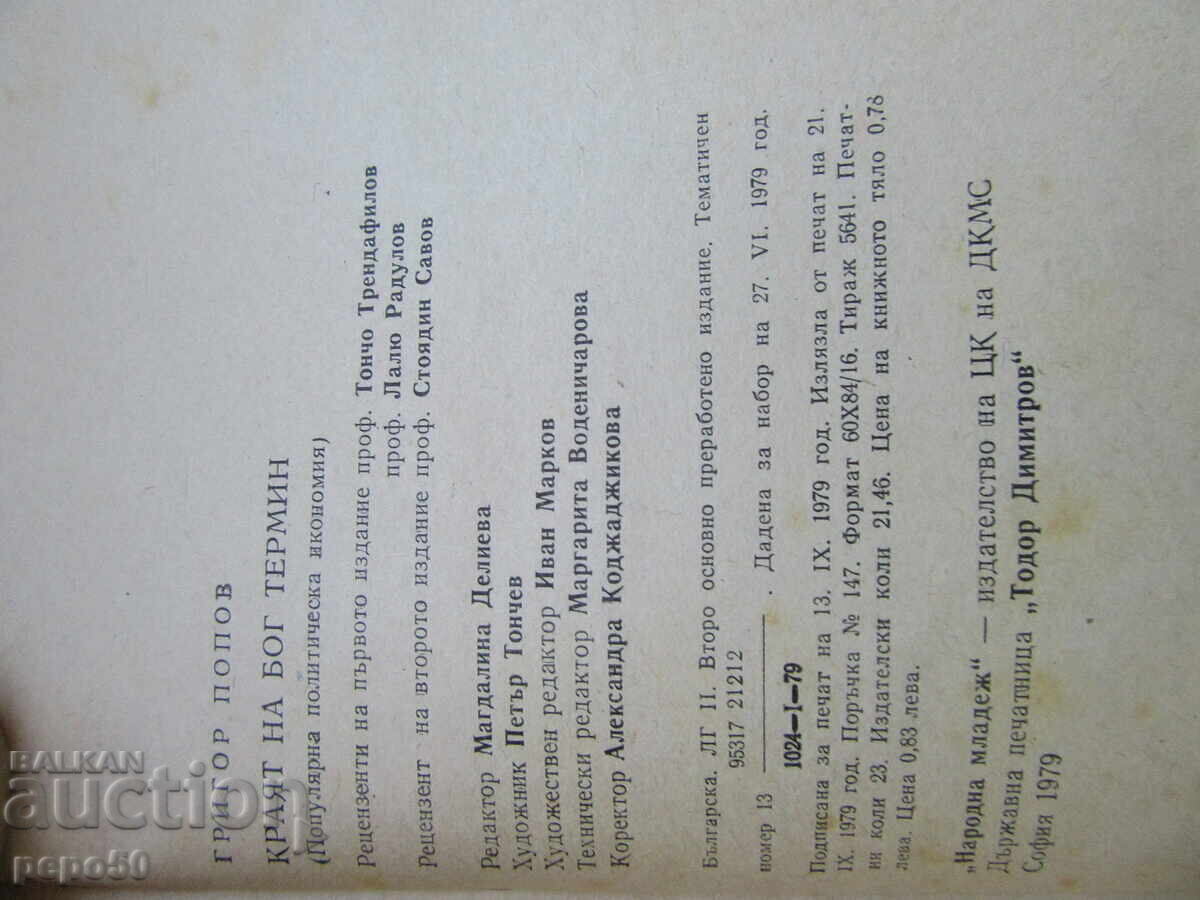 ГРИГОР ПОПОВ
КРАЯТ НА БОГ ТЕРМИН
(Популярна политическа икономия)
Рецензенти на първото издание проф. Тончо Трендафилов
проф. Лалю Радулов
Рецензент на второто издание проф. Стоядин Савов
Редактор Магдалина Делиева
Художник Петър Тончев
Художествен редактор Иван Марков
Технически редактор Маргарита Воденичарова
Коректор Александра Коджаджикова
Българска. ЛГ II. Второ основно преработено издание. Тематичен
95317 21212
номер 13 ———— . Дадена за набор на 27. VI. 1979 год.
1024—I—79
Подписана за печат на 13. IX. 1979 год. Излязла от печат на 21.
IX. 1979 год. Поръчка № 147. Формат 60X84/16. Тираж 5641. Печат-
ни коли 23. Издателски коли 21,46. Цена на книжното тяло 0,78
лева. Цена 0,83 лева.
„Народна младеж“ — издателство на ЦК на ДКМС
Държавна печатница „Тодор Димитров“
София 1979
BALKAN
auction
pepo50